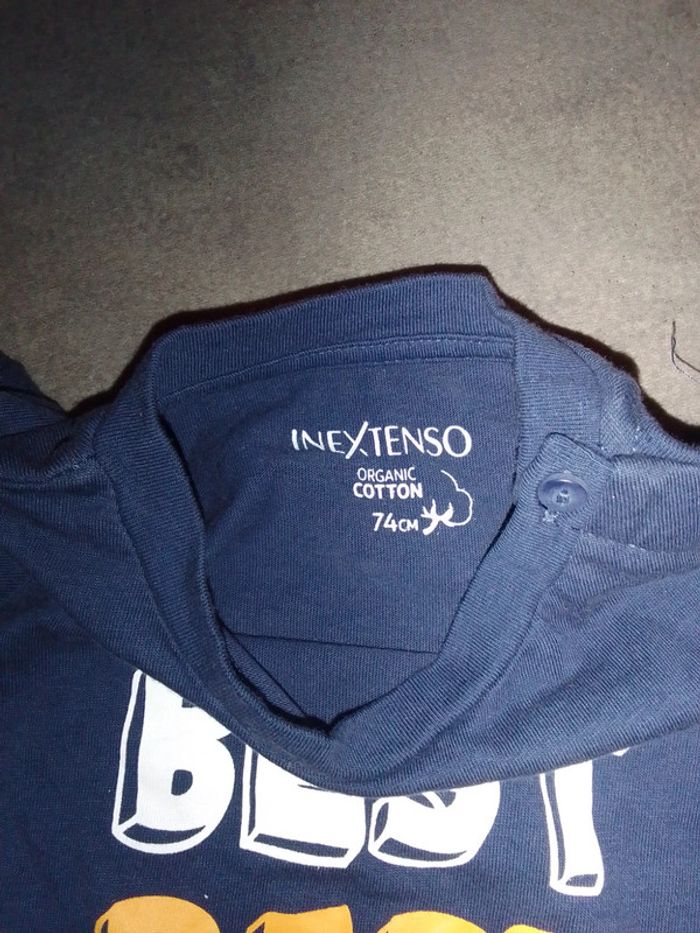 INEXTENSO
ORGANIC
COTTON
74CM
BEST